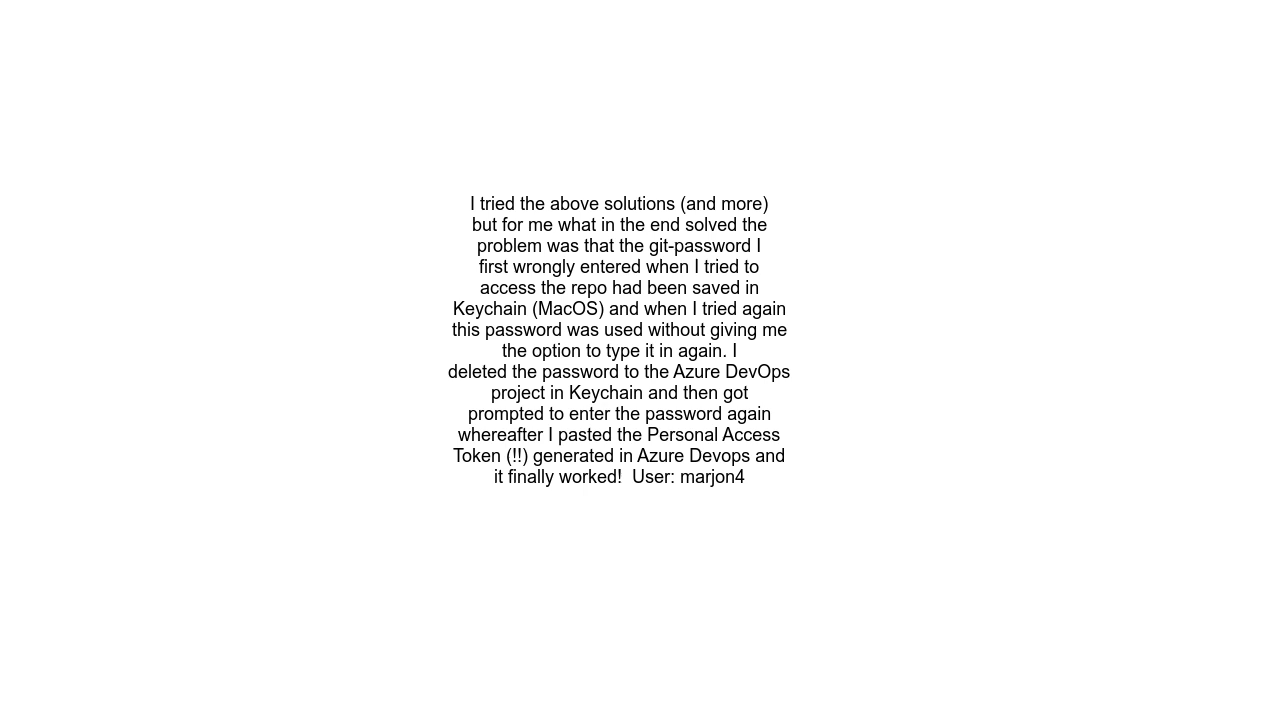 I tried the above solutions (and more)
but for me what in the end solved the
problem was that the git-password I
first wrongly entered when I tried to
access the repo had been saved in
Keychain (MacOS) and when I tried again
this password was used without giving me
the option to type it in again. I
deleted the password to the Azure DevOps
project in Keychain and then got
prompted to enter the password again
whereafter I pasted the Personal Access
Token (!!) generated in Azure Devops and
it finally worked!  User: marjon4